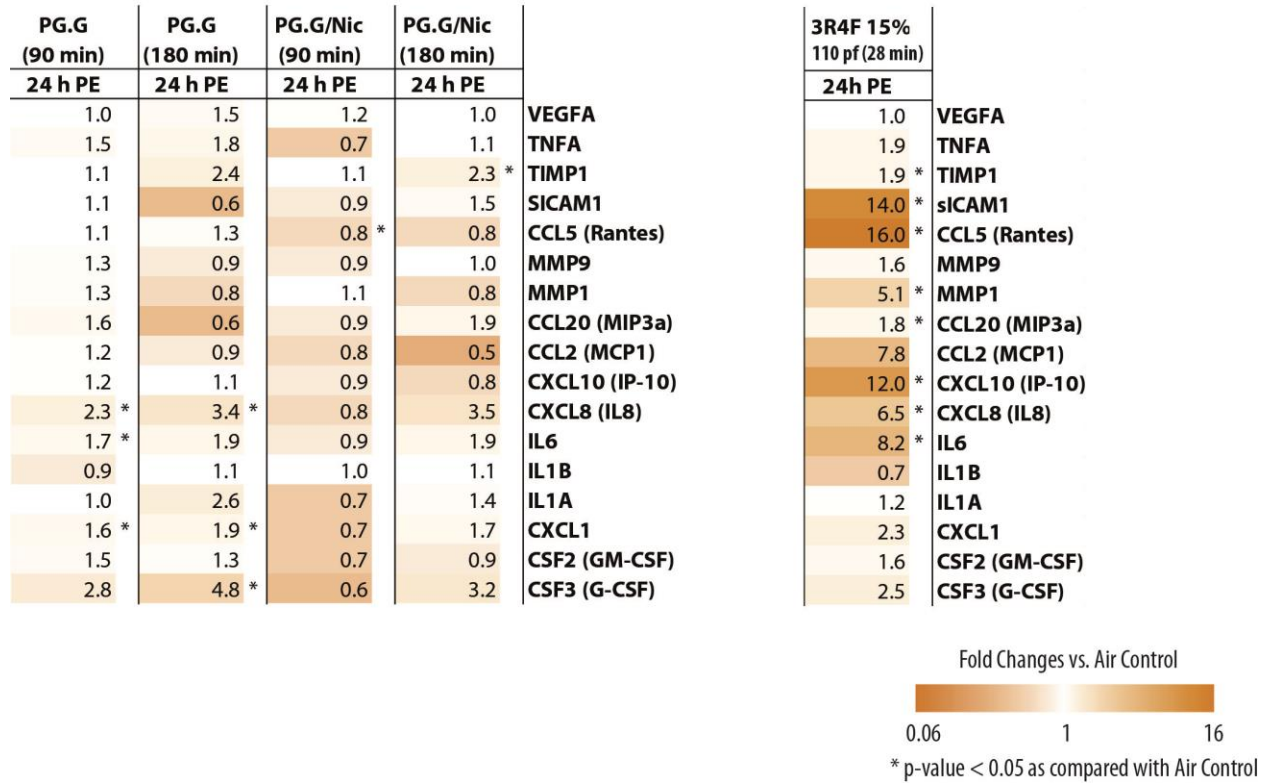 PG.G PG.G PG.G/Nic PG.G/Nic 3R4F 15%
(90 min) (180 min) (90 min) (180 min) 110 pf (28 min)
24 h PE 24 h PE 24 h PE 24 h PE 24h PE
1.0 1.5 1.2 1.0 VEGFA 1.0 VEGFA
1.5 1.8 0.7 1.1 TNFA 1.9 TNFA
1.1 2.4 1.1 2.3 * TIMP1 1.9 * TIMP1
1.1 0.6 0.9 1.5 SICAM1 14.0 * sICAM1
1.1 1.3 0.8 * 0.8 CCL5 (Rantes) 16.0 * CCL5 (Rantes)
1.3 0.9 0.9 1.0 MMP9 1.6 MMP9
1.3 0.8 1.1 0.8 MMP1 5.1 * MMP1
1.6 0.6 0.9 1.9 CCL20 (MIP3a) 1.8 * CCL20 (MIP3a)
1.2 0.9 0.8 0.5 CCL2 (MCP1) 7.8 CCL2 (MCP1)
1.2 1.1 0.9 0.8 CXCL10 (IP-10) 12.0 * CXCL10 (IP-10)
2.3 * 3.4 * 0.8 3.5 CXCL8 (IL8) 6.5 * CXCL8 (IL8)
1.7 * 1.9 0.9 1.9 IL6 8.2 * IL6
0.9 1.1 1.0 1.1 IL1B 0.7 IL1B
1.0 2.6 0.7 1.4 IL1A 1.2 IL1A
1.6 * 1.9 * 0.7 1.7 CXCL1 2.3 CXCL1
1.5 1.3 0.7 0.9 CSF2 (GM-CSF) 1.6 CSF2 (GM-CSF)
2.8 4.8 * 0.6 3.2 CSF3 (G-CSF) 2.5 CSF3 (G-CSF)
Fold Changes vs. Air Control
0.06 1 16
* p-value < 0.05 as compared with Air Control